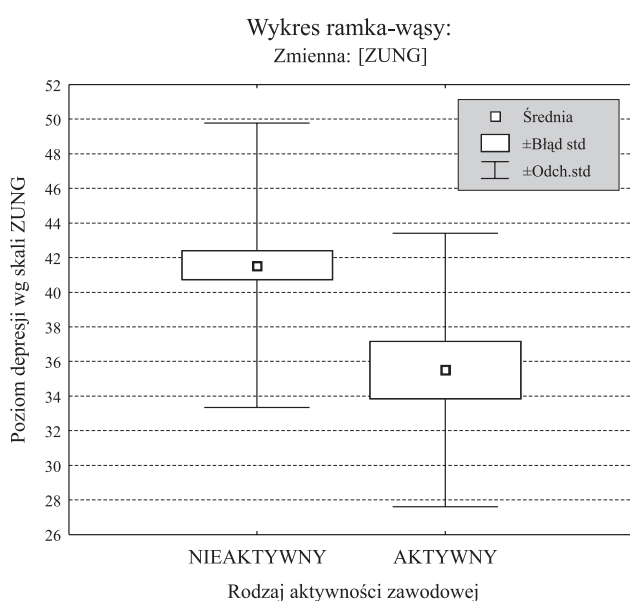 Wykres ramka-wąsy:
Zmienna: [ZUNG]
Poziom depresji wg skali ZUNG
52
50
48
46
44
42
40
38
36
34
32
30
28
26
Średnia
±Błąd std
±Odch.std
NIEAKTYWNY
AKTYWNY
Rodzaj aktywności zawodowej